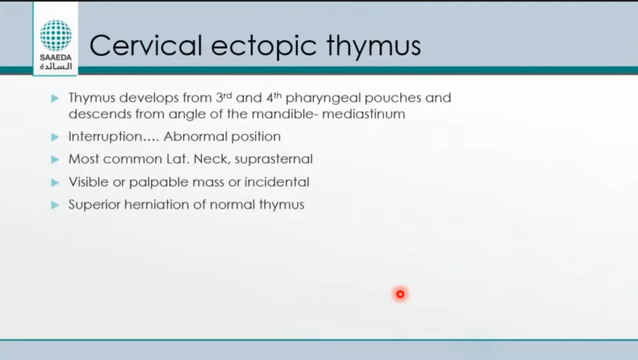 SAAEDA
السائدة
Cervical ectopic thymus
Thymus develops from 3rd and 4th pharyngeal pouches and
descends from angle of the mandible- mediastinum
Interruption.... Abnormal position
Most common Lat. Neck, suprasternal
Visible or palpable mass or incidental
Superior herniation of normal thymus